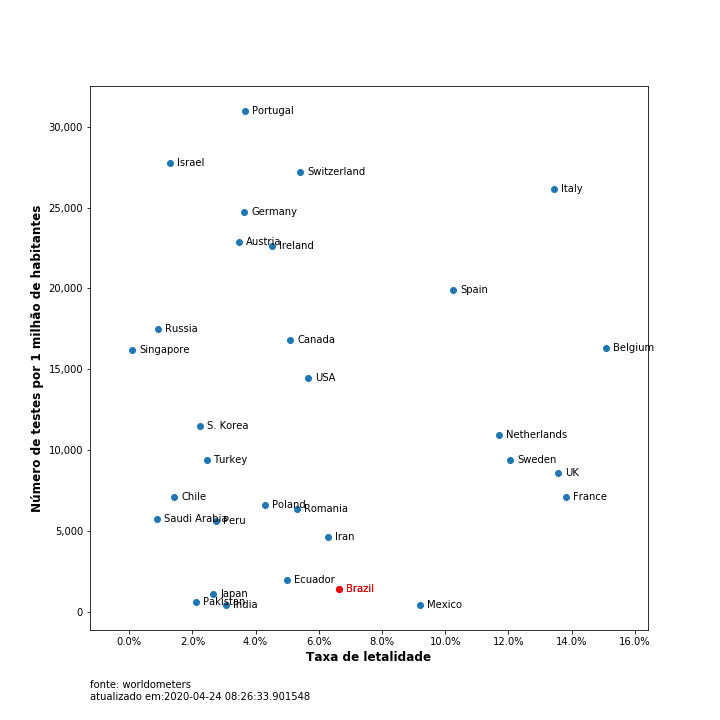 Portugal
30,000
Israel
Switzerland
Italy
25,000
Germany
Austria
Ireland
20,000
Spain
Russia
Canada
Singapore
Belgium
15,000
USA
S. Korea
Netherlands
10,000
Turkey
Sweden
UK
Chile
France
Poland
Romania
Saudi Arabia
Peru
5,000
Iran
Ecuador
Brazil
Japan
Pakistan
India
Mexico
0
Número de testes por 1 milhão de habitantes
0.0% 2.0% 4.0% 6.0% 8.0% 10.0% 12.0% 14.0% 16.0%
Taxa de letalidade
fonte: worldometers
atualizado em:2020-04-24 08:26:33.901548